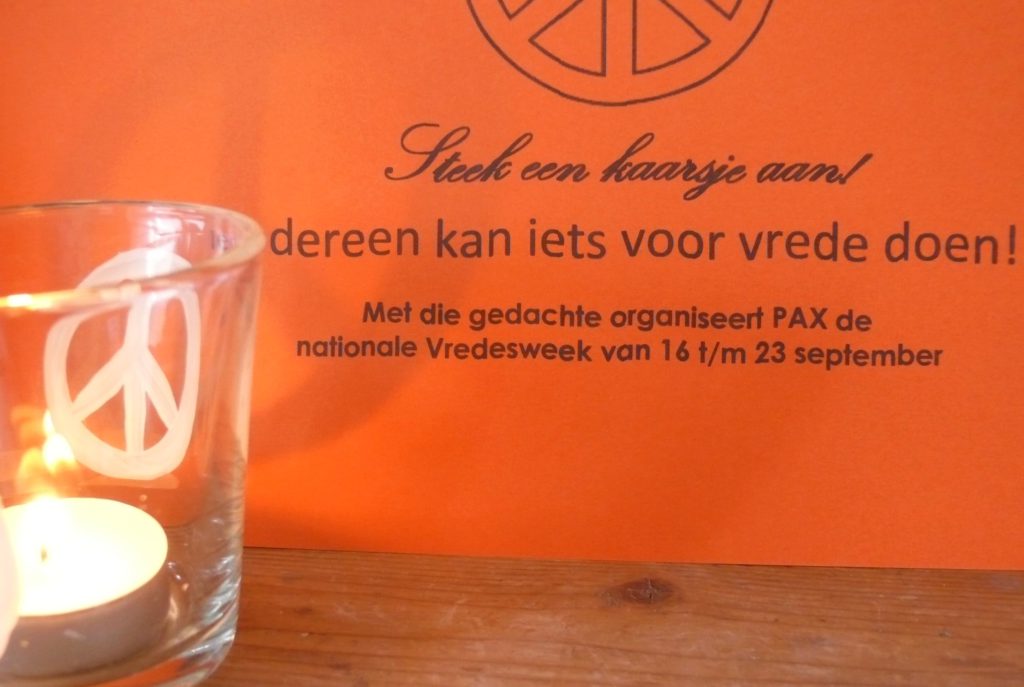 Steek een kaarsje aan!
dereen kan iets voor vrede doen!
Met die gedachte organiseert PAX de
nationale Vredesweek van 16 t/m 23 september